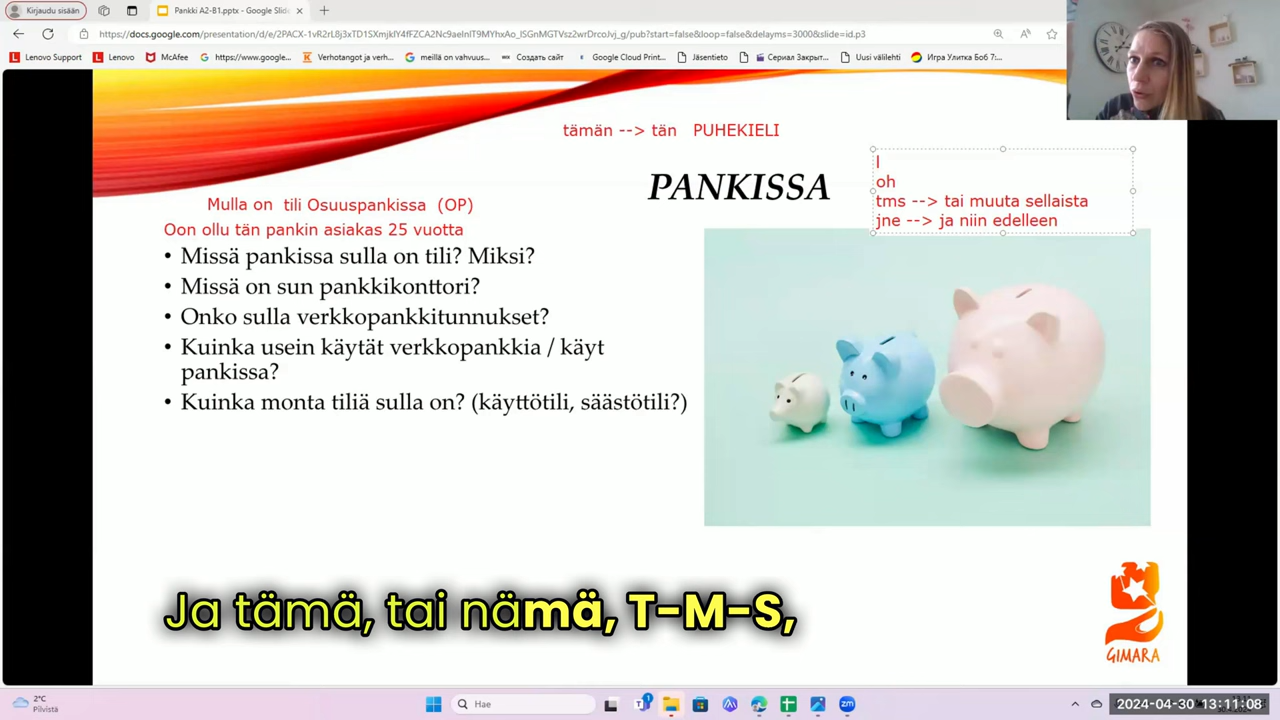 Kirjaudu sisään
Pankki A2-B1.pptx - Google Slide
https://docs.google.com/presentation/d/e/2PACX-1vR2rL8j3xTD1SXmjklY4fFZCA2Nc9aelniT9MYhxAo_lSGnMGTVsz2wrDrcoJvj_g/pub?start=false&loop=false&delayms=3000&slide=id.p3
Lenovo Support
Lenovo
McAfee
https://www.google...
Verhotangot ja verh...
meillä on vahvuus...
Создать сайт
Google Cloud Print...
Jäsentieto
Сериал Закрыт...
Uusi välilehti
Игра Улитка Боб 7:...
tämän --> tän PUHEKIELI
l
oh
tms --> tai muuta sellaista
jne --> ja niin edelleen
PANKISSA
Mulla on tili Osuuspankissa (OP)
Oon ollu tän pankin asiakas 25 vuotta
• Missä pankissa sulla on tili? Miksi?
• Missä on sun pankkikonttori?
• Onko sulla verkkopankkitunnukset?
• Kuinka usein käytät verkkopankkia / käyt
pankissa?
• Kuinka monta tiliä sulla on? (käyttötili, säästötili?)
Ja tämä, tai nämä, T-M-S,
GIMARA
2°C
Pilvistä
Hae
2024-04-30 13:11:08